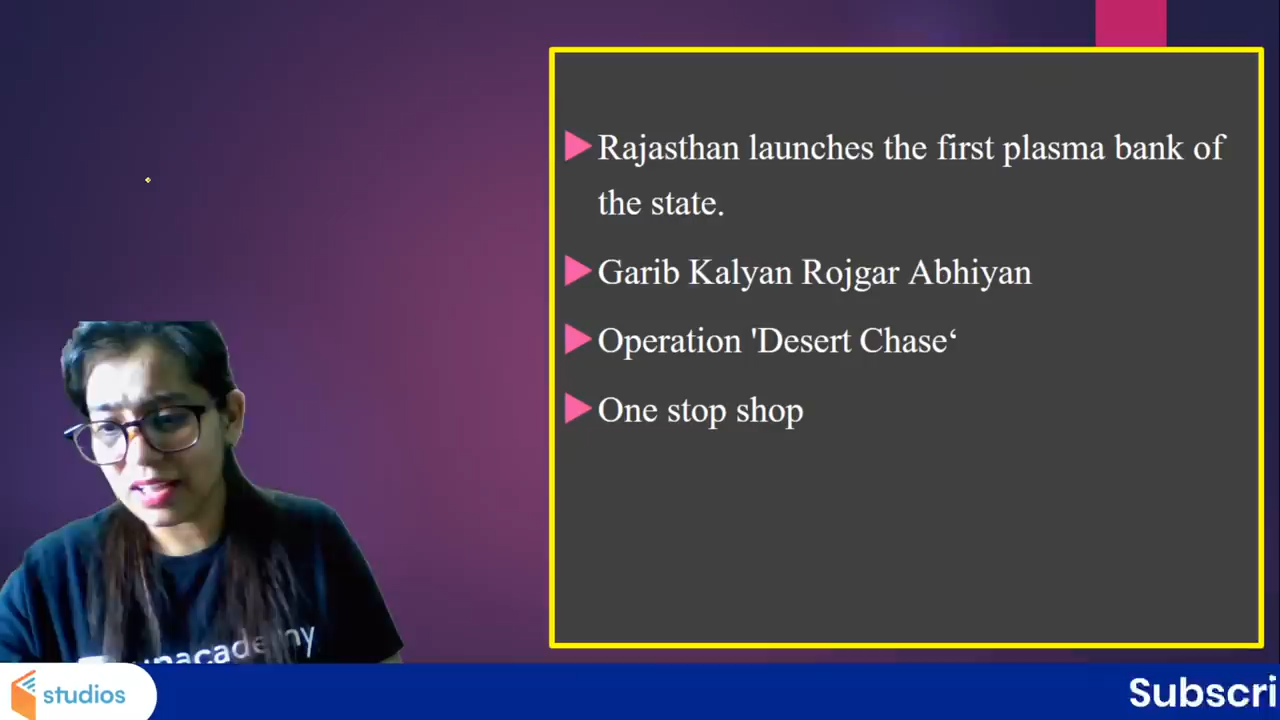 Rajasthan launches the first plasma bank of
the state.
Garib Kalyan Rojgar Abhiyan
Operation 'Desert Chase‘
One stop shop
unacademy
studios
Subscri